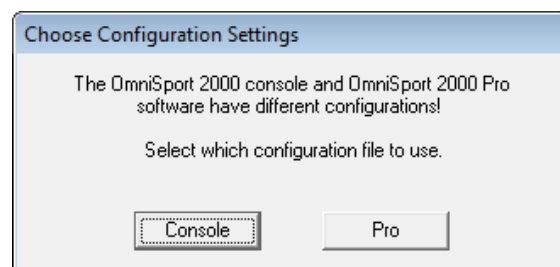 Choose Configuration Settings
The OmniSport 2000 console and OmniSport 2000 Pro
software have different configurations!
Select which configuration file to use.
Console Pro